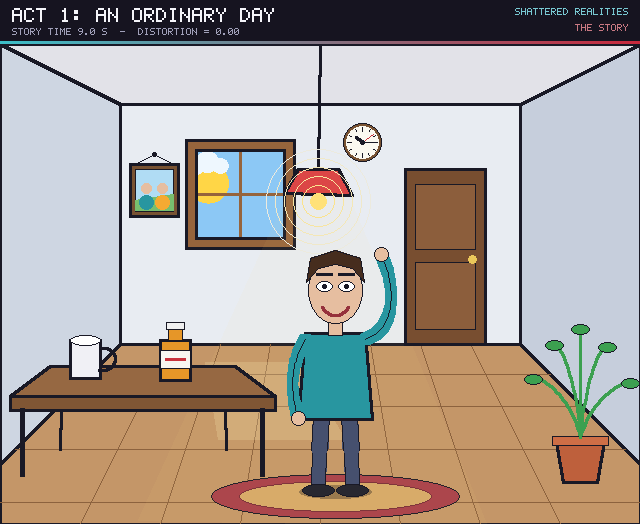 ACT 1: AN ORDINARY DAY
SHATTERED REALITIES
STORY TIME 9.0 S  -  DISTORTION = 0.00
THE STORY